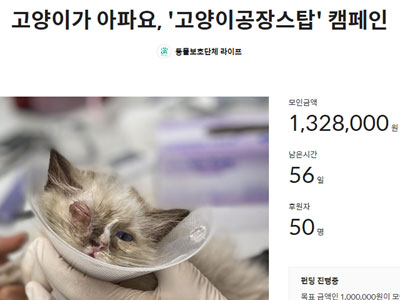 고양이가 아파요, '고양이공장스탑' 캠페인
동물보호단체 라이프
모인금액
1,328,000 원
남은시간
56 일
후원자
50 명
펀딩 진행중
목표 금액인 1,000,000원이 모